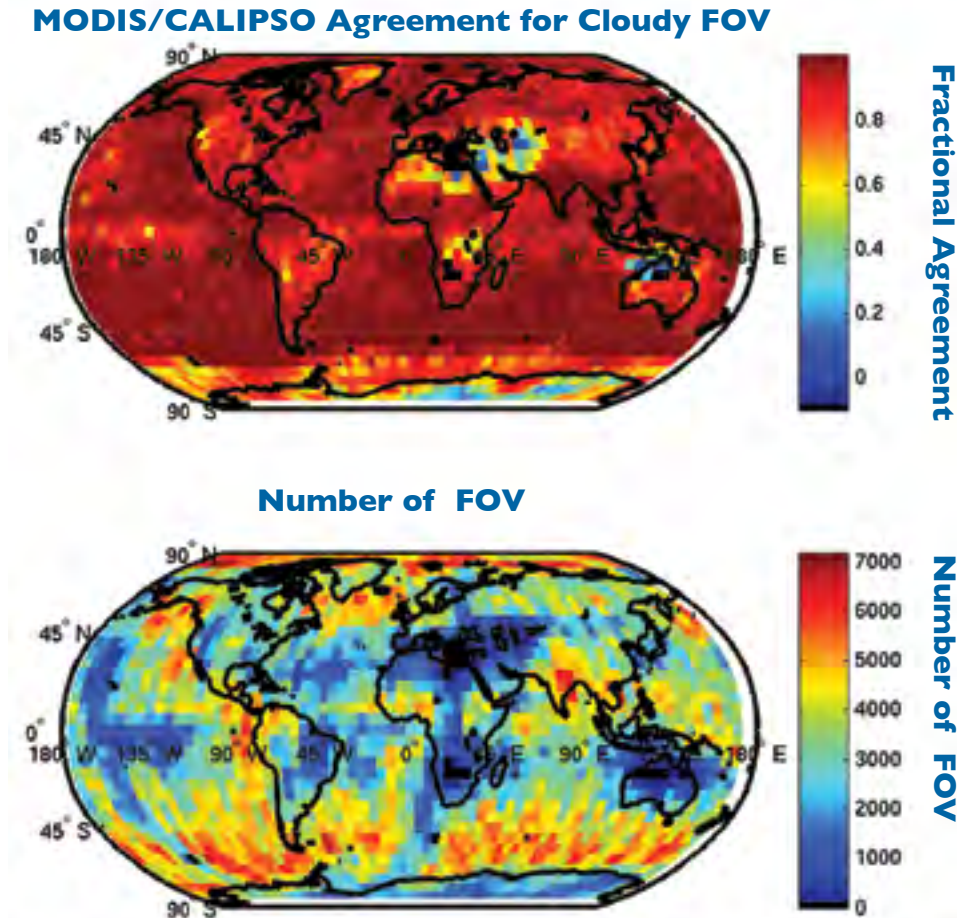 MODIS/CALIPSO Agreement for Cloudy FOV
90° N
45° N
0°
180 W 135 W 90 45 W 0 E 90 E 180° E
45° S
90 S
0.8
0.6
0.4
0.2
0
Fractional Agreement
Number of FOV
90° N
45° N
0°
180 W 135 W 90 W 45 W 0° 45 E 90° E 180° E
45° S
90 S
7000
6000
5000
4000
3000
2000
1000
0
Number of FOV